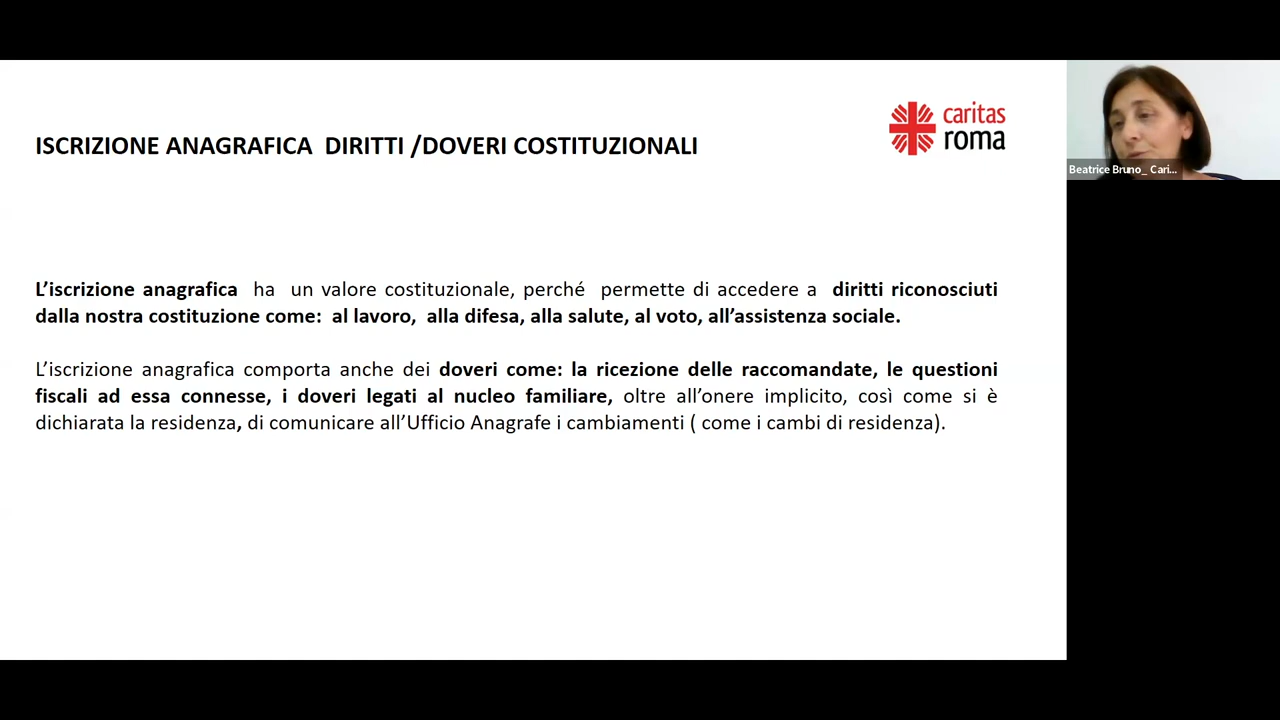 caritas
roma
ISCRIZIONE ANAGRAFICA DIRITTI /DOVERI COSTITUZIONALI
Beatrice Bruno_ Cari...
L’iscrizione anagrafica ha un valore costituzionale, perché permette di accedere a diritti riconosciuti
dalla nostra costituzione come: al lavoro, alla difesa, alla salute, al voto, all’assistenza sociale.
L’iscrizione anagrafica comporta anche dei doveri come: la ricezione delle raccomandate, le questioni
fiscali ad essa connesse, i doveri legati al nucleo familiare, oltre all’onere implicito, così come si è
dichiarata la residenza, di comunicare all’Ufficio Anagrafe i cambiamenti ( come i cambi di residenza).